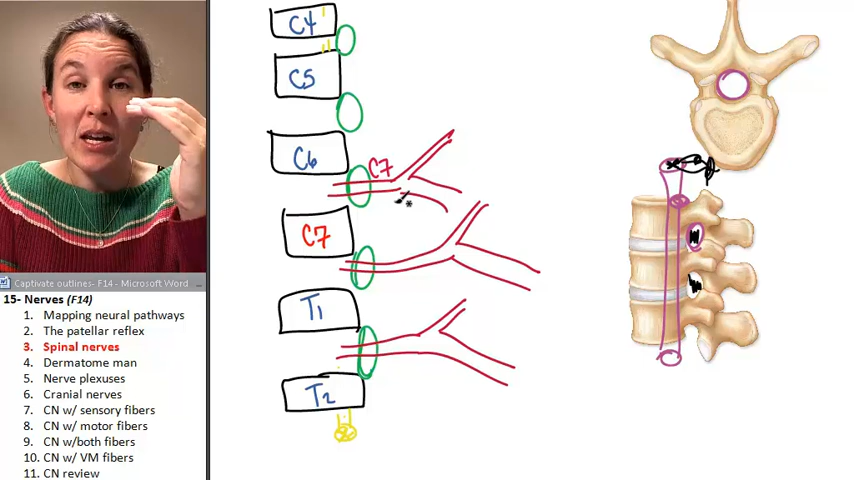 C4
C5
C6
C7
C7
T1
T2
Captivate outlines- F14 - Microsoft Word
15- Nerves (F14)
1. Mapping neural pathways
2. The patellar reflex
3. Spinal nerves
4. Dermatome man
5. Nerve plexuses
6. Cranial nerves
7. CN w/ sensory fibers
8. CN w/ motor fibers
9. CN w/both fibers
10. CN w/ VM fibers
11. CN review